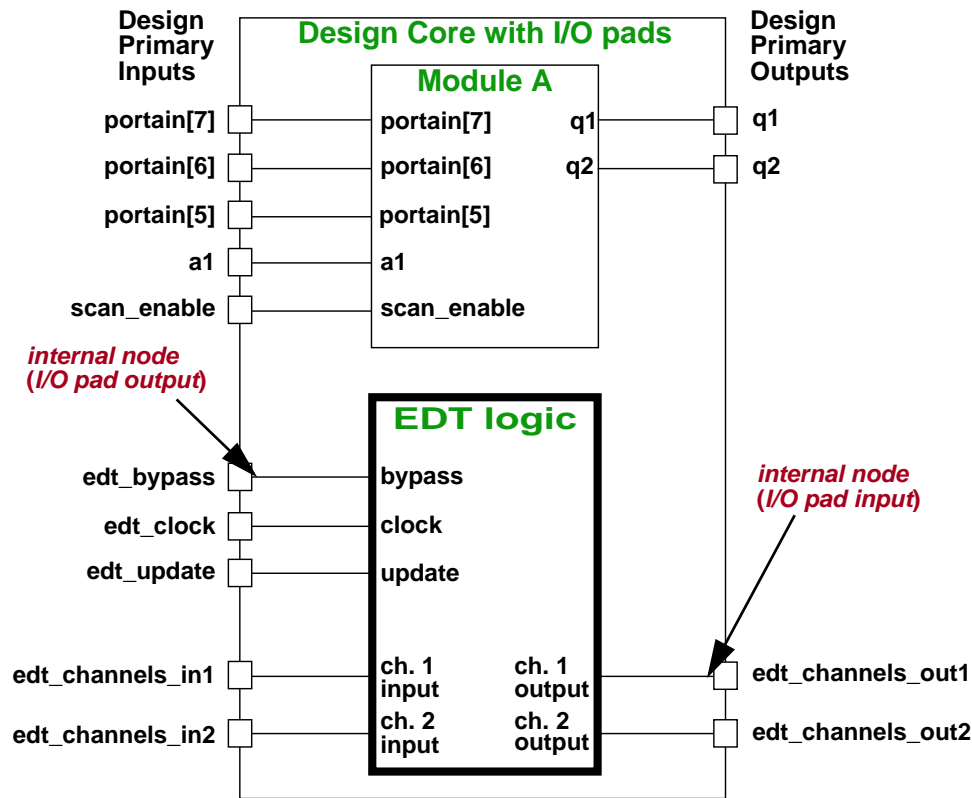 Design
Primary
Inputs
Design Core with I/O pads
Design
Primary
Outputs
Module A
portain[7]
portain[7]
q1
q1
portain[6]
portain[6]
q2
q2
portain[5]
portain[5]
a1
a1
scan_enable
scan_enable
internal node
(I/O pad output)
EDT logic
edt_bypass
bypass
internal node
(I/O pad input)
edt_clock
clock
edt_update
update
edt_channels_in1
ch. 1
input
ch. 1
output
edt_channels_out1
edt_channels_in2
ch. 2
input
ch. 2
output
edt_channels_out2